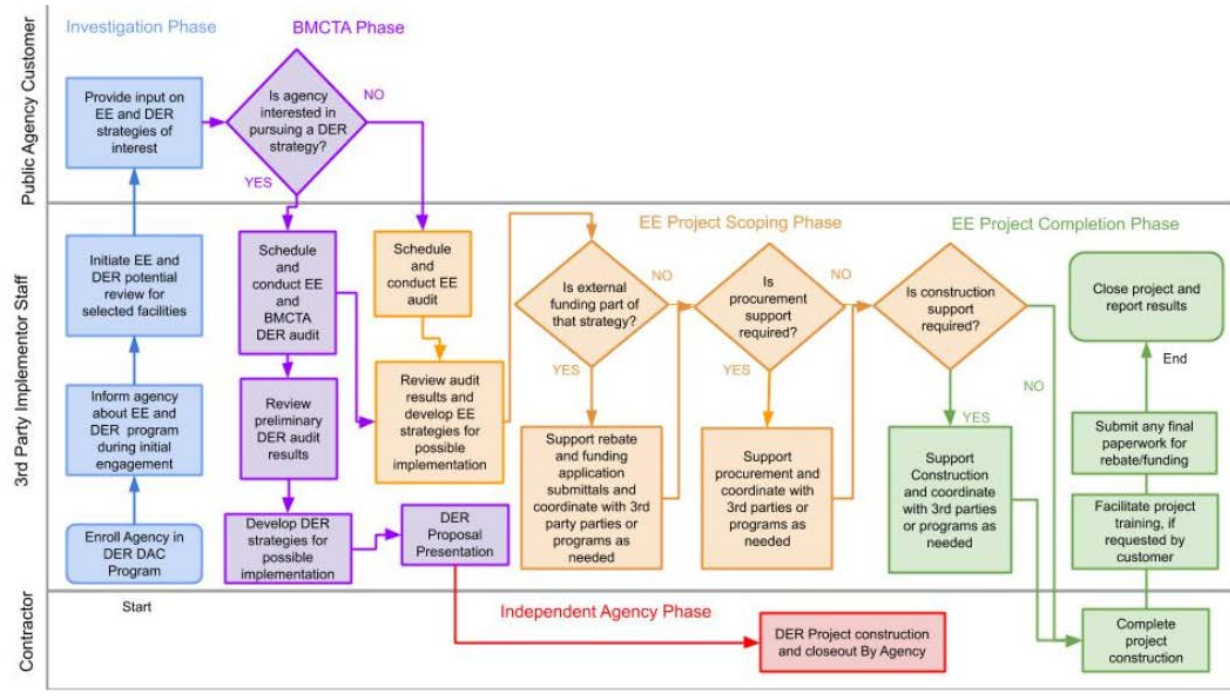 Public Agency Customer
3rd Party Implementor Staff
Contractor
Investigation Phase
BMCTA Phase
Provide input on
EE and DER
strategies of
interest
Is agency
interested in
pursuing a DER
strategy?
NO
YES
Initiate EE and
DER potential
review for
selected facilities
Inform agency
about EE and
DER program
during initial
engagement
Enroll Agency in
DER DAC
Program
Start
Schedule
and
conduct EE
and
BMCTA
DER audit
Review
preliminary
DER audit
results
Develop DER
strategies for
possible
implementation
Schedule
and
conduct EE
audit
Review audit
results and
develop EE
strategies for
possible
implementation
DER
Proposal
Presentation
EE Project Scoping Phase
Is external
funding part of
that strategy?
NO
YES
Support rebate
and funding
application
submittals and
coordinate with 3rd
party parties or
programs as
needed
Is
procurement
support
required?
NO
YES
Support
procurement and
coordinate with
3rd parties or
programs as
needed
EE Project Completion Phase
Is construction
support
required?
NO
YES
Support
Construction
and coordinate
with 3rd parties
or programs as
needed
Close project and
report results
End
Submit any final
paperwork for
rebate/funding
Facilitate project
training, if
requested by
customer
Independent Agency Phase
DER Project construction
and closeout By Agency
Complete
project
construction